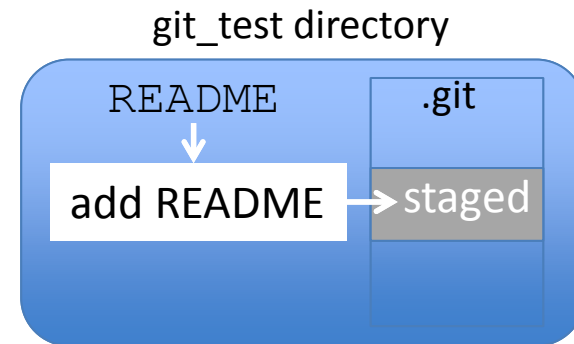 git_test directory
README
.git
add README
staged